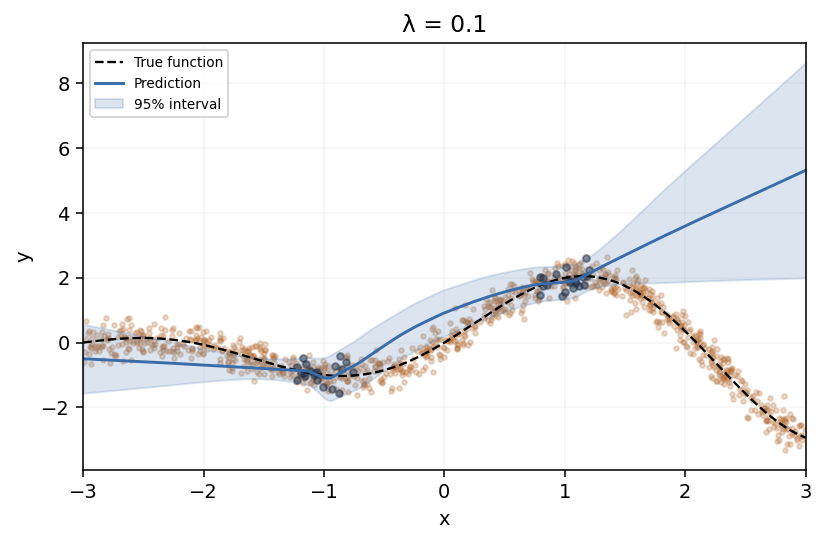 λ = 0.1
True function
Prediction
95% interval
8
6
4
2
0
−2
y
−3
−2
−1
0
1
2
3
x